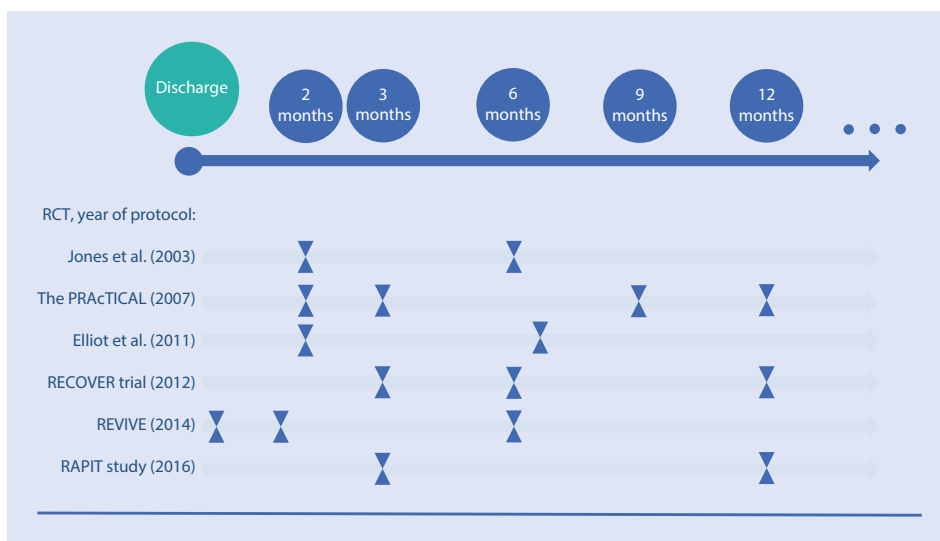 Discharge
2
months
3
months
6
months
9
months
12
months
RCT, year of protocol:
Jones et al. (2003)
The PRAcTICAL (2007)
Elliot et al. (2011)
RECOVER trial (2012)
REVIVE (2014)
RAPIT study (2016)